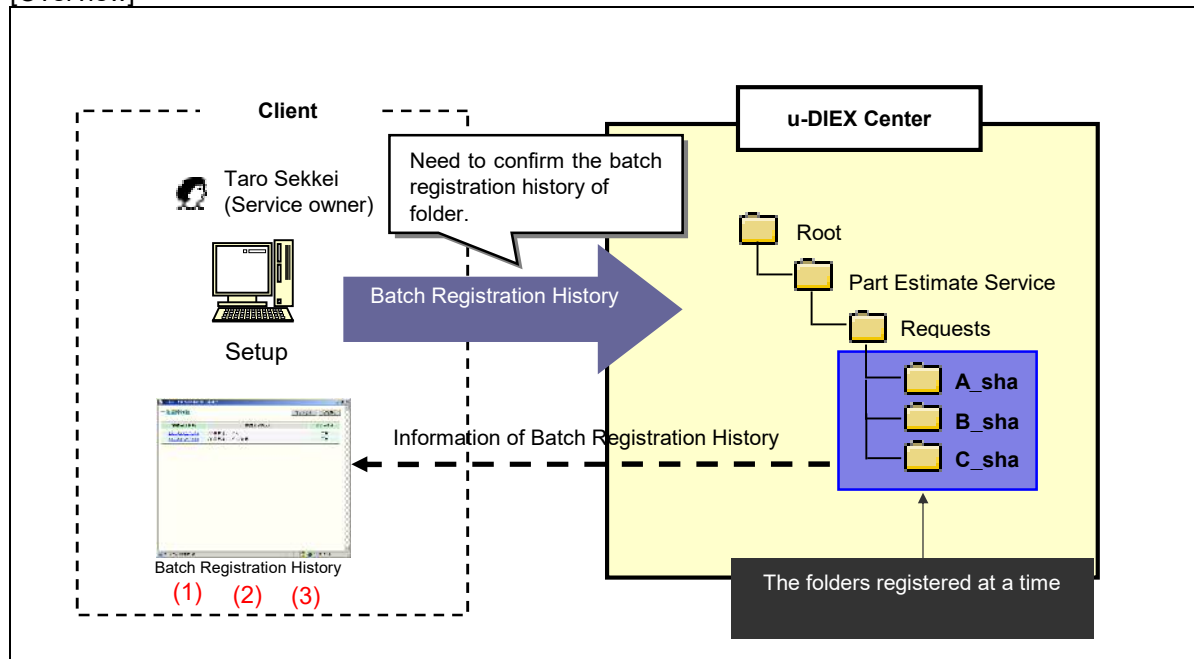 Client
Taro Sekkei
(Service owner)
Setup
Need to confirm the batch
registration history of
folder.
Batch Registration History
u-DIEX Center
Root
Part Estimate Service
Requests
A_sha
B_sha
C_sha
Information of Batch Registration History
Batch Registration History
(1) (2) (3)
The folders registered at a time